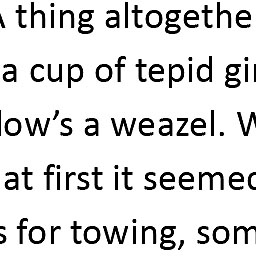 A thing altogethe
a cup of tepid gi
low's a weazel. W
at first it seemed
s for towing, som